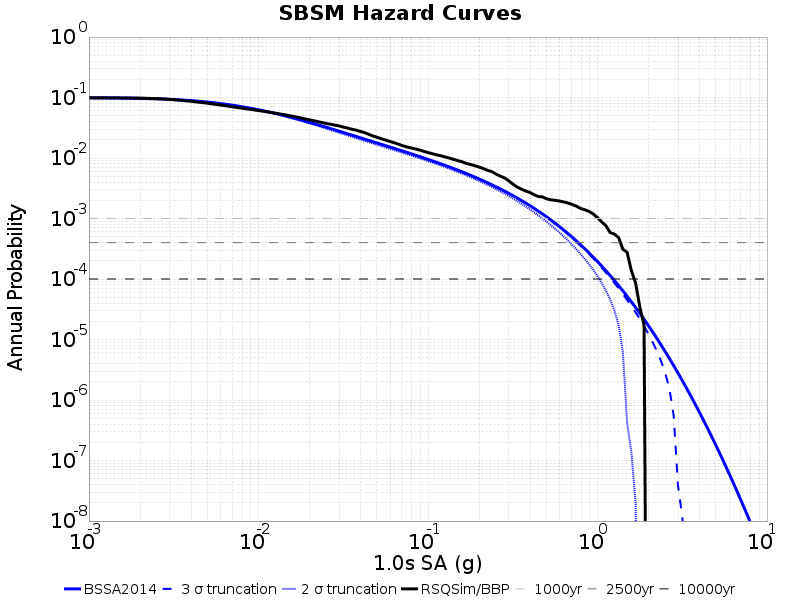 SBSM Hazard Curves
Annual Probability
10^0
10^-1
10^-2
10^-3
10^-4
10^-5
10^-6
10^-7
10^-8
10^-3 10^-2 10^-1 10^0 10^1
1.0s SA (g)
BSSA2014 3 σ truncation 2 σ truncation RSQSim/BBP 1000yr 2500yr 10000yr